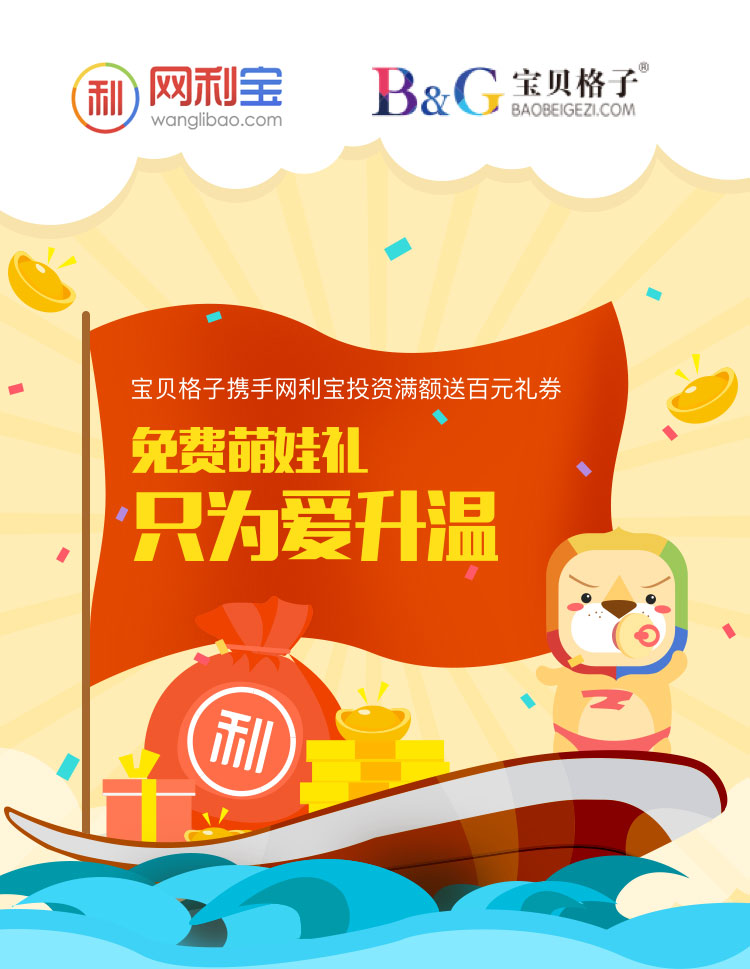 利 网利宝
wanglibao.com
B&G 宝贝格子®
BAOBEIGEZI.COM
宝贝格子携手网利宝投资满额送百元礼券
免费萌娃礼
只为爱升温
利